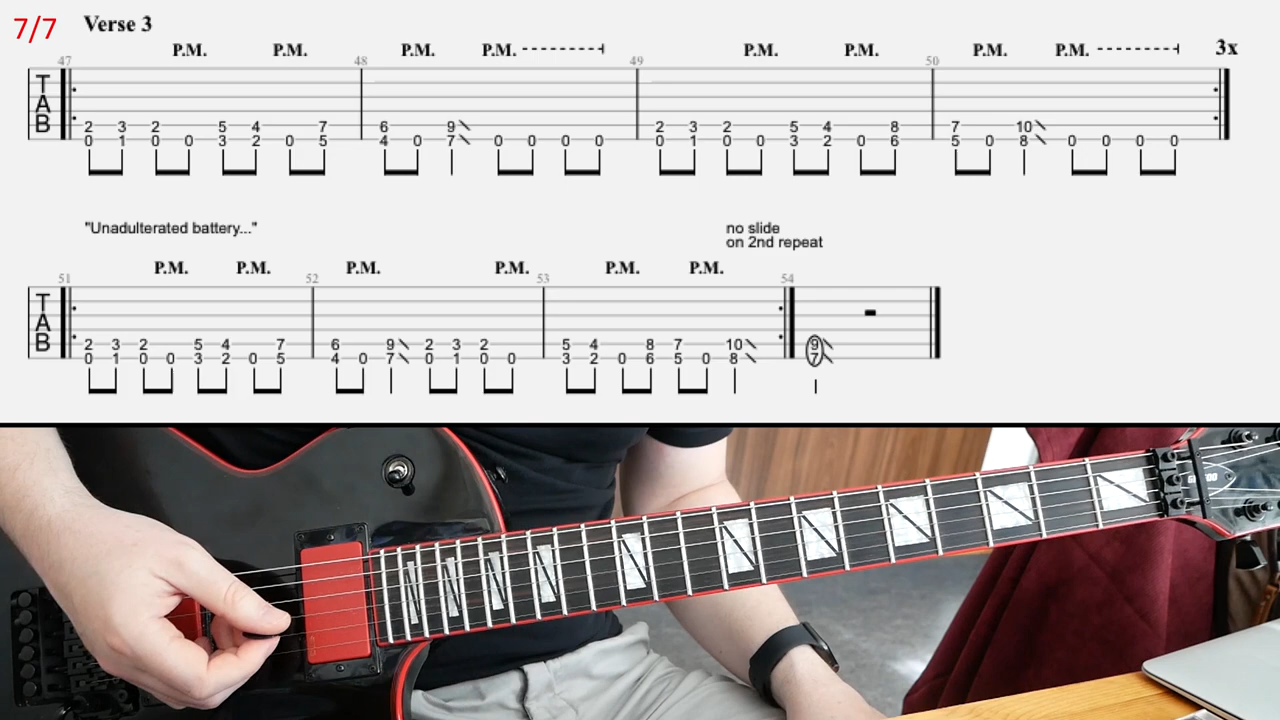 7/7 Verse 3
P.M. P.M. P.M. P.M. P.M. P.M. P.M. P.M. 3x
47 48 49 50
T
A
B
2 3 2 5 4 7 6 9 2 3 2 5 4 8 7 10
0 1 0 0 3 2 0 5 4 0 7 0 0 0 0 0 1 0 0 3 2 0 6 5 0 8 0 0 0 0
"Unadulterated battery..." no slide
on 2nd repeat
P.M. P.M. P.M. P.M. P.M. P.M.
51 52 53 54
T
A
B
2 3 2 5 4 7 6 9 2 3 2 5 4 8 7 10 9
0 1 0 0 3 2 0 5 4 0 7 0 1 0 0 3 2 0 6 5 0 8 7